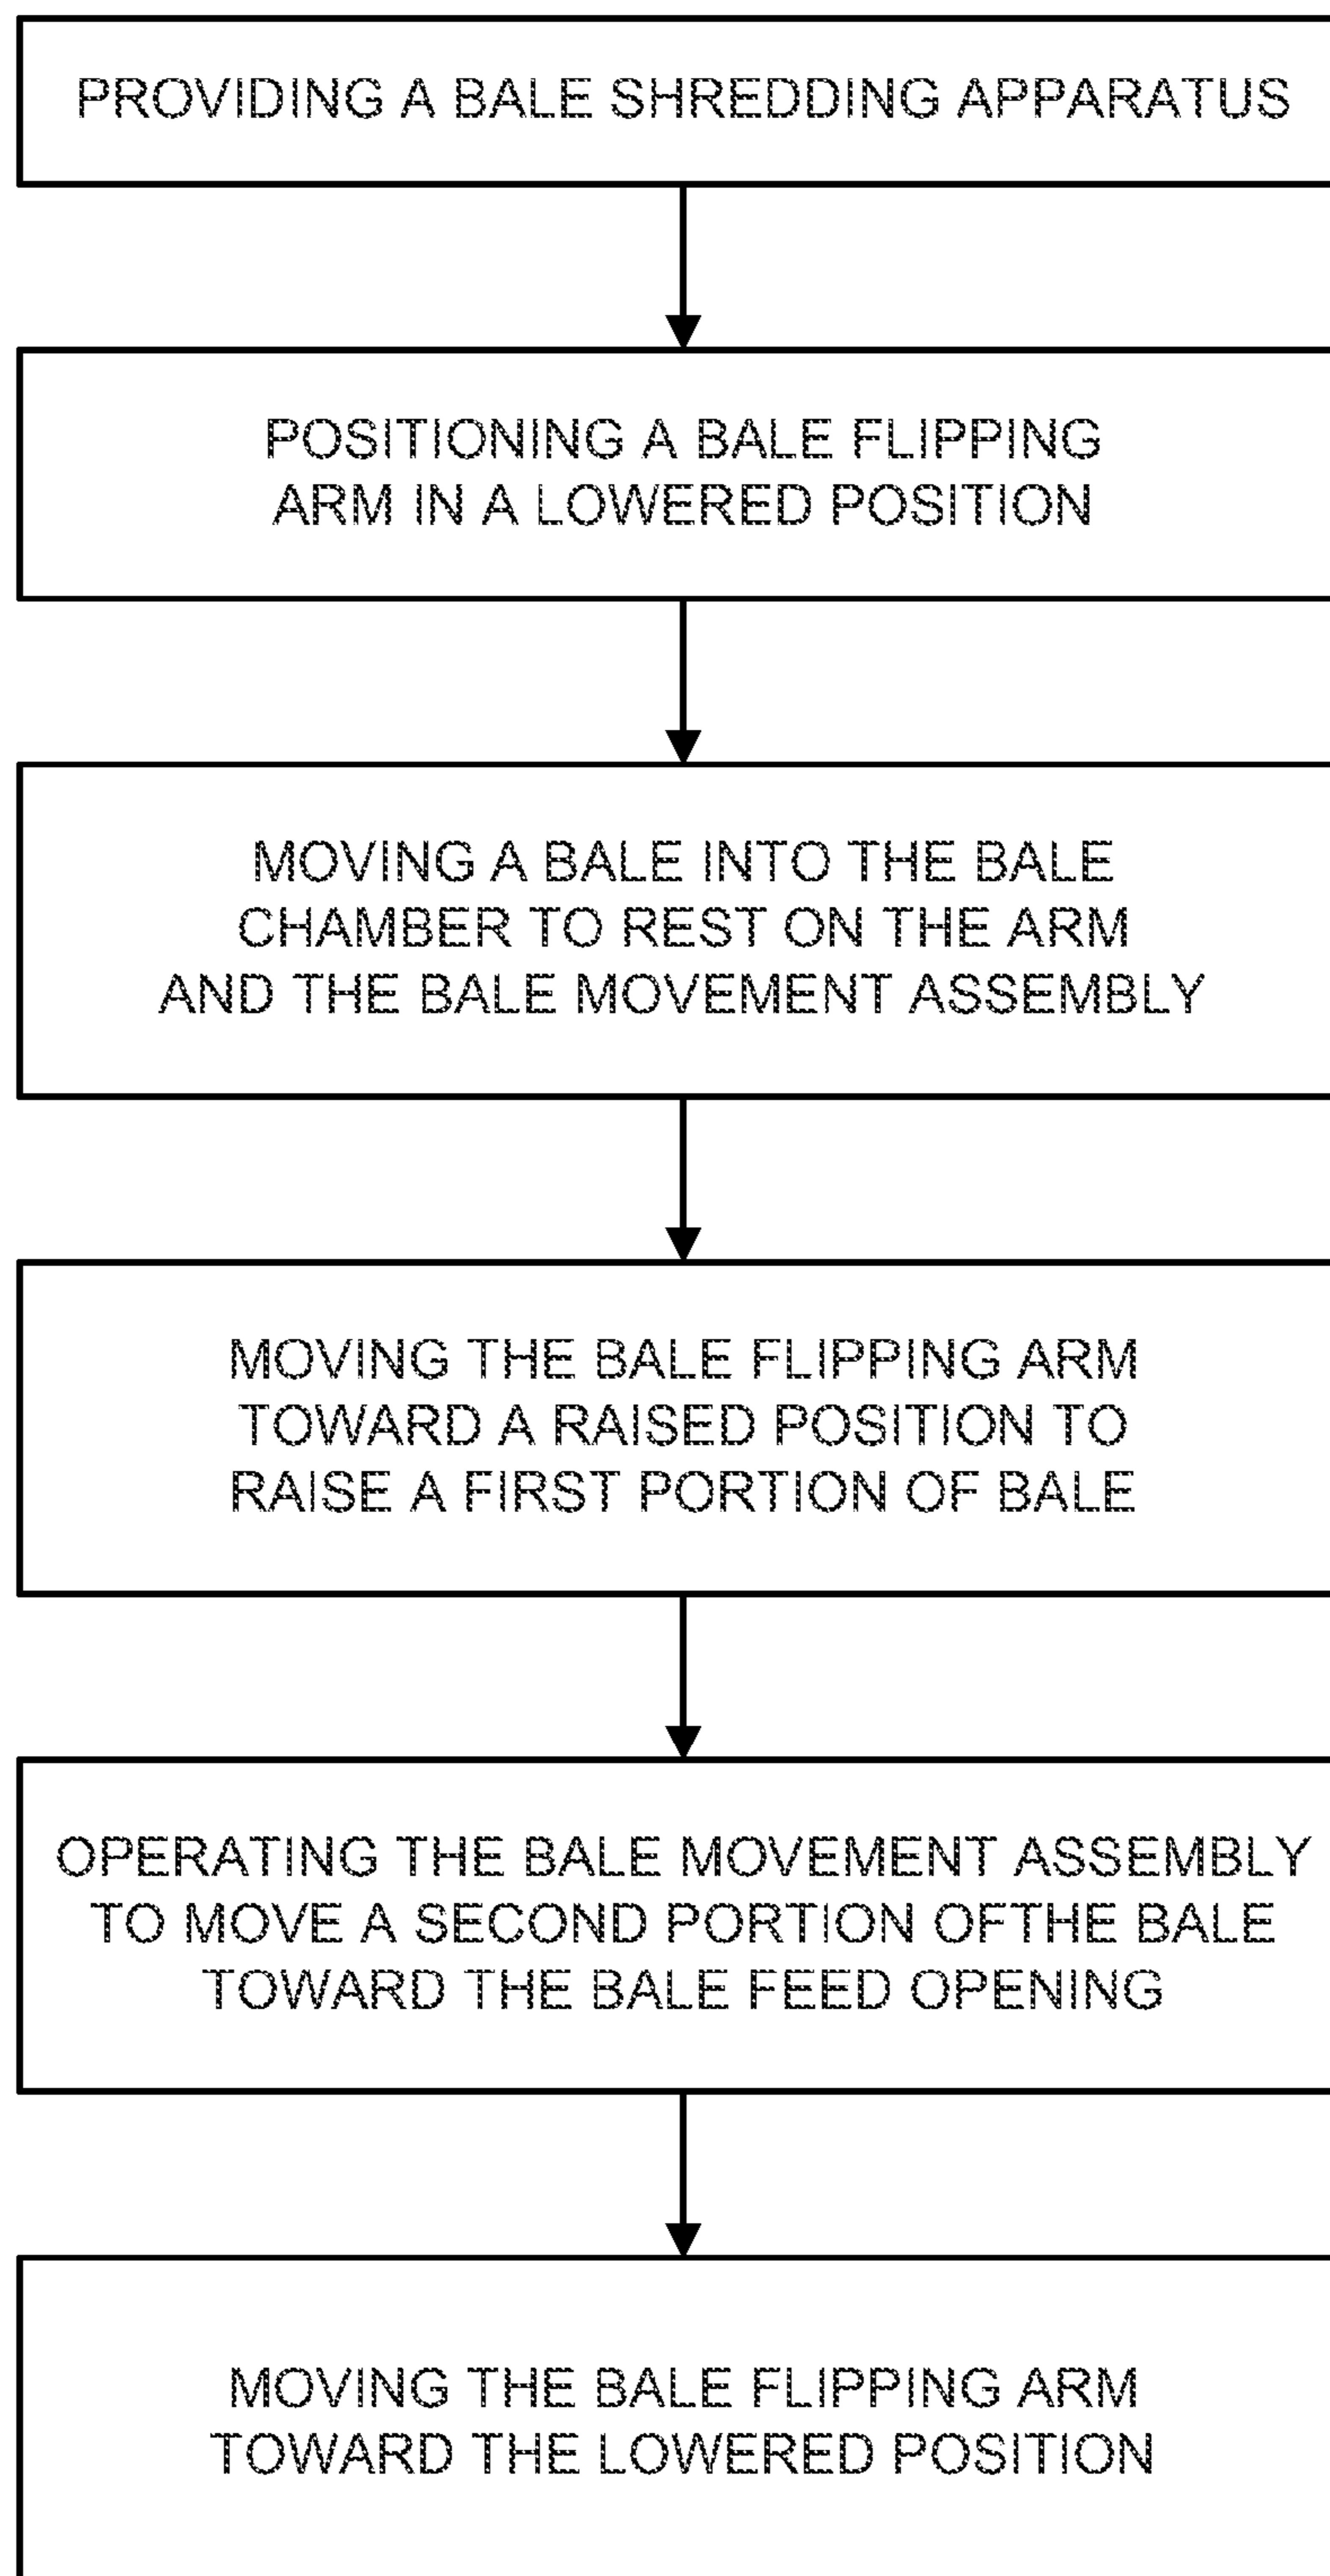 PROVIDING A BALE SHREDDING APPARATUS
POSITIONING A BALE FLIPPING
ARM IN A LOWERED POSITION
MOVING A BALE INTO THE BALE
CHAMBER TO REST ON THE ARM
AND THE BALE MOVEMENT ASSEMBLY
MOVING THE BALE FLIPPING ARM
TOWARD A RAISED POSITION TO
RAISE A FIRST PORTION OF BALE
OPERATING THE BALE MOVEMENT ASSEMBLY
TO MOVE A SECOND PORTION OFTHE BALE
TOWARD THE BALE FEED OPENING
MOVING THE BALE FLIPPING ARM
TOWARD THE LOWERED POSITION